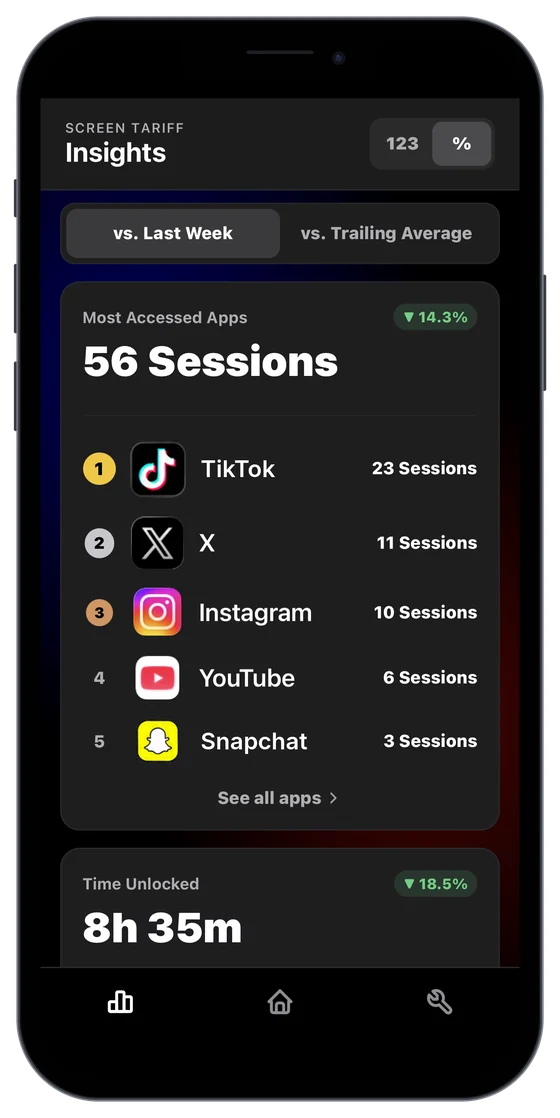 SCREEN TARIFF
Insights
123 %
vs. Last Week vs. Trailing Average
Most Accessed Apps ▼ 14.3%
56 Sessions
1 TikTok 23 Sessions
2 X 11 Sessions
3 Instagram 10 Sessions
4 YouTube 6 Sessions
5 Snapchat 3 Sessions
See all apps >
Time Unlocked ▼ 18.5%
8h 35m